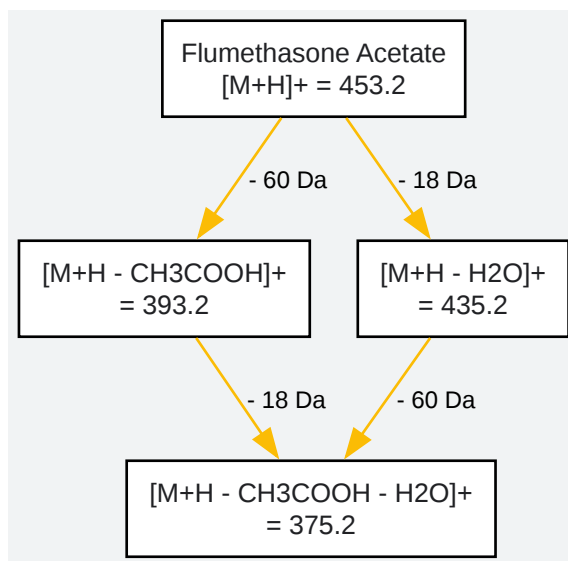 Flumethasone Acetate
[M+H]+ = 453.2
- 60 Da
- 18 Da
[M+H - CH3COOH]+
= 393.2
[M+H - H2O]+
= 435.2
- 18 Da
- 60 Da
[M+H - CH3COOH - H2O]+
= 375.2